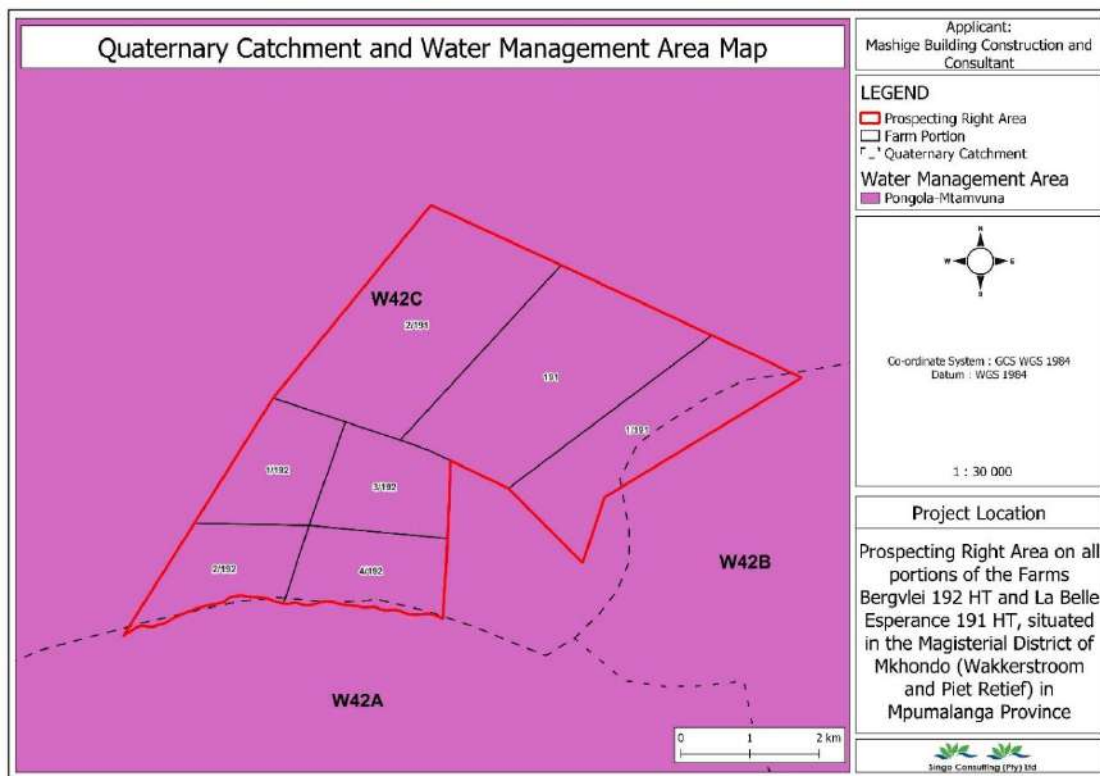 Quaternary Catchment and Water Management Area Map
Applicant:
Mashige Building Construction and
Consultant
LEGEND
Prospecting Right Area
Farm Portion
Quaternary Catchment
Water Management Area
Pongola-Mtamvuna
N
W
E
S
Co-ordinate System : GCS WGS 1984
Datum : WGS 1984
1 : 30 000
Project Location
Prospecting Right Area on all
portions of the Farms
Bergvlei 192 HT and La Belle
Esperance 191 HT, situated
in the Magisterial District of
Mkhondo (Wakkerstroom
and Piet Retief) in
Mpumalanga Province
Singo Consulting (Pty) Ltd
W42C
2/191
191
1/191
1/192
3/192
2/192
4/192
W42B
W42A
0 1 2 km